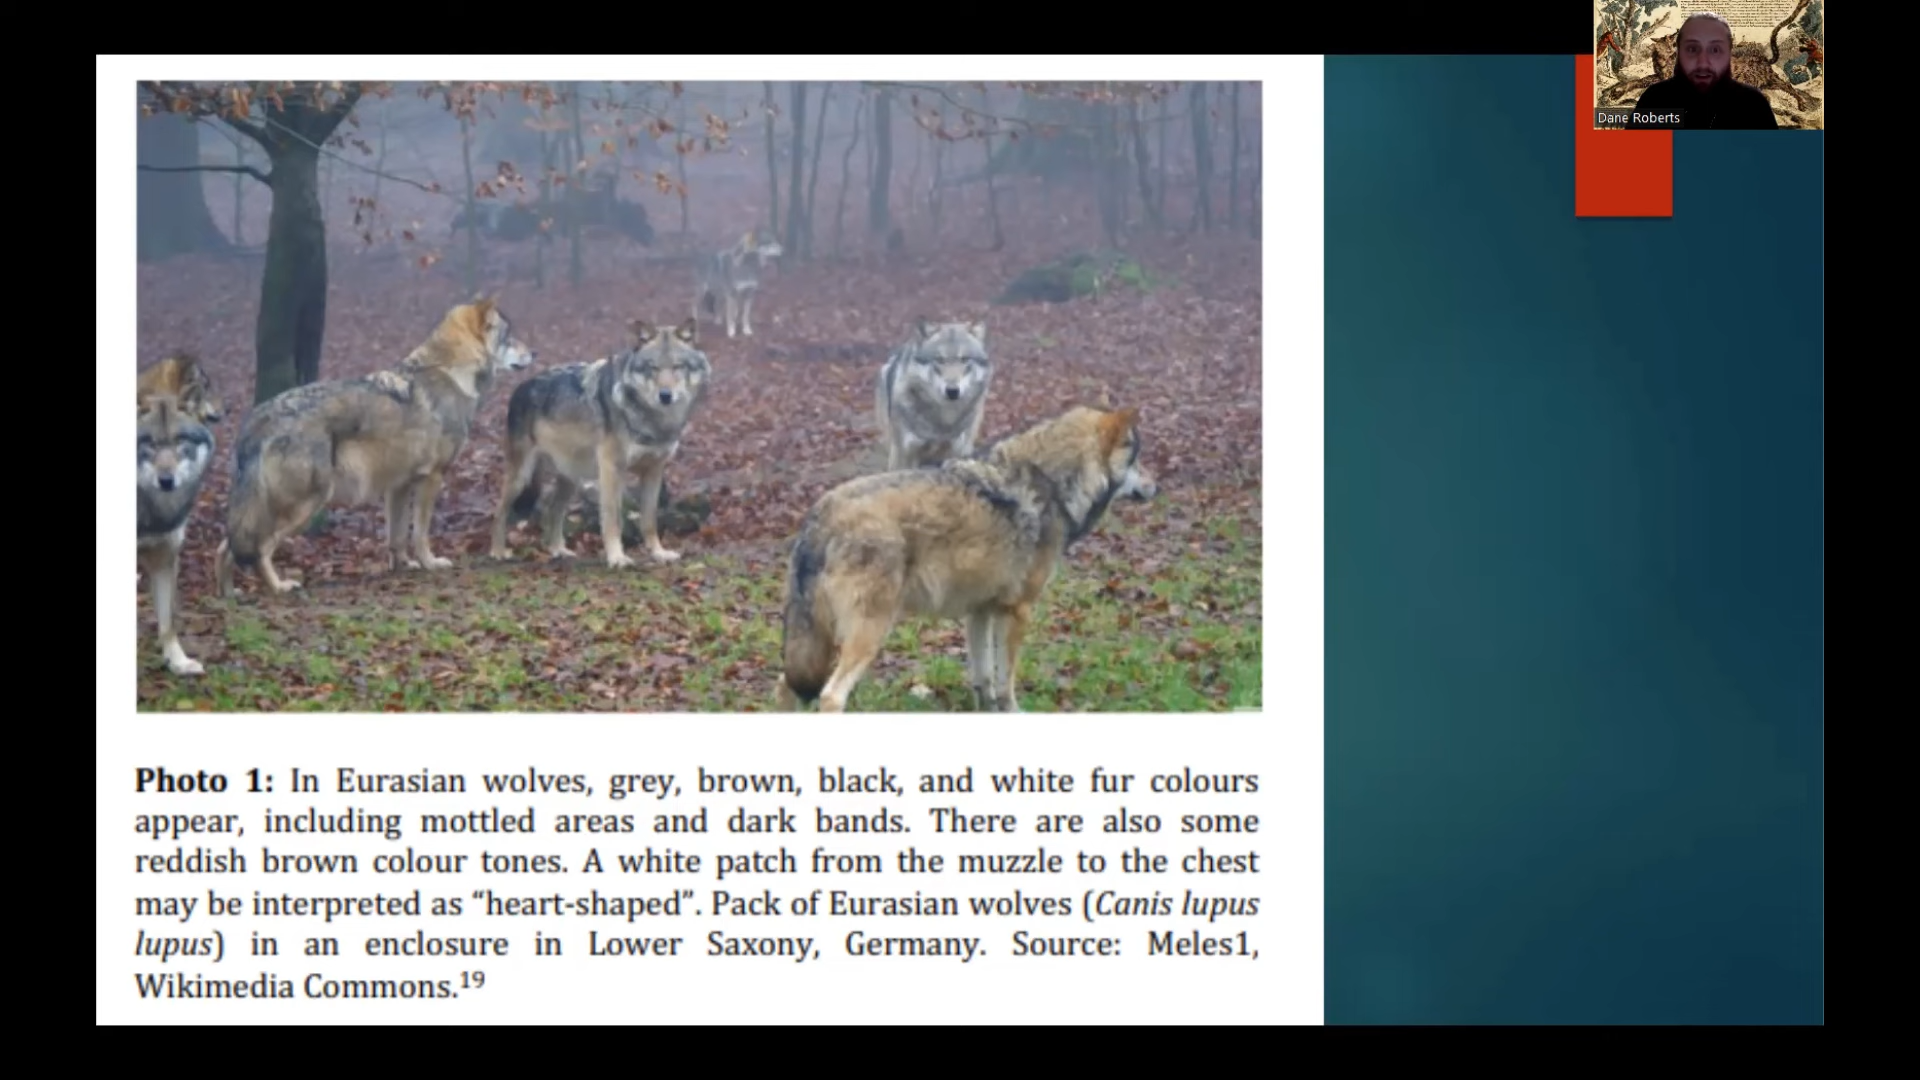 Dane Roberts
Photo 1: In Eurasian wolves, grey, brown, black, and white fur colours
appear, including mottled areas and dark bands. There are also some
reddish brown colour tones. A white patch from the muzzle to the chest
may be interpreted as “heart-shaped”. Pack of Eurasian wolves (Canis lupus
lupus) in an enclosure in Lower Saxony, Germany. Source: Meles1,
Wikimedia Commons.19